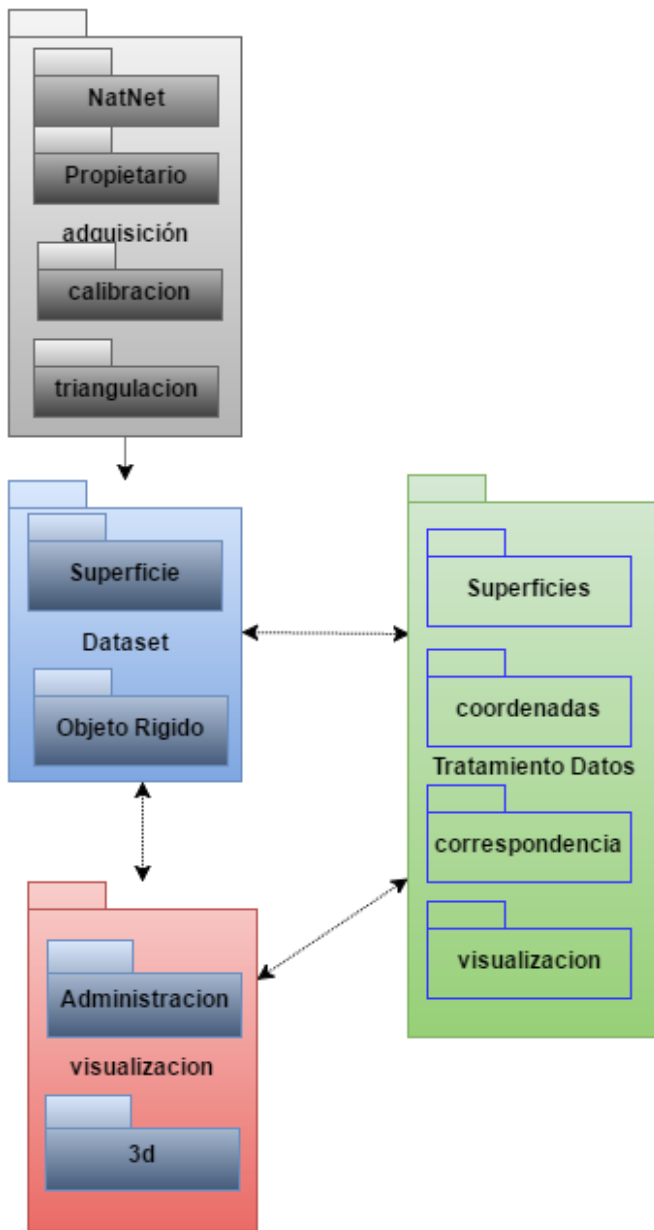 NatNet
Propietario
adquisición
calibracion
triangulacion
Superficie
Dataset
Objeto Rigido
Superficies
coordenadas
Tratamiento Datos
correspondencia
visualizacion
Administracion
visualizacion
3d